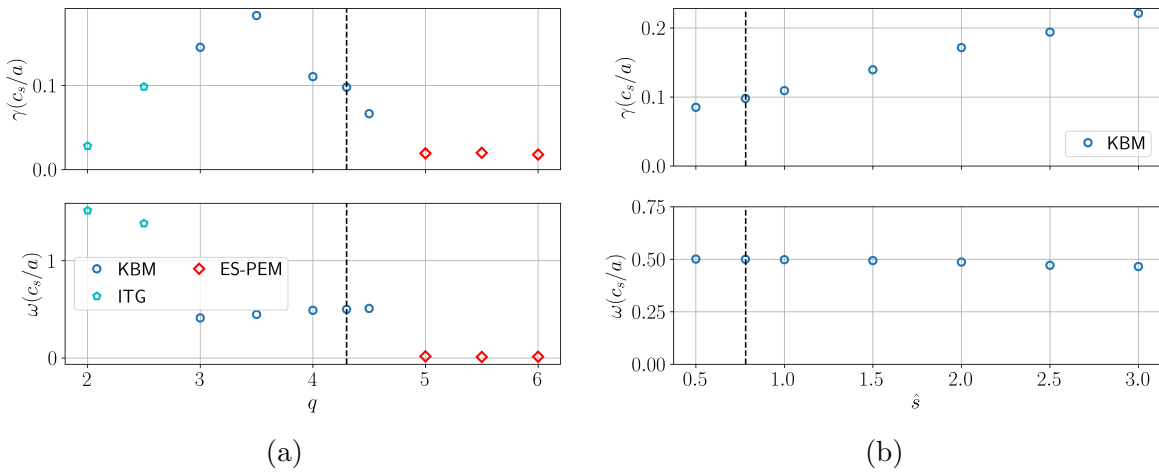 γ(c_s/a)
0.1
0.0
ω(c_s/a)
1
0
KBM
ITG
ES-PEM
2 3 4 5 6
q
(a)
γ(c_s/a)
0.2
0.1
0.0
KBM
ω(c_s/a)
0.75
0.50
0.25
0.00
0.5 1.0 1.5 2.0 2.5 3.0
ŝ
(b)